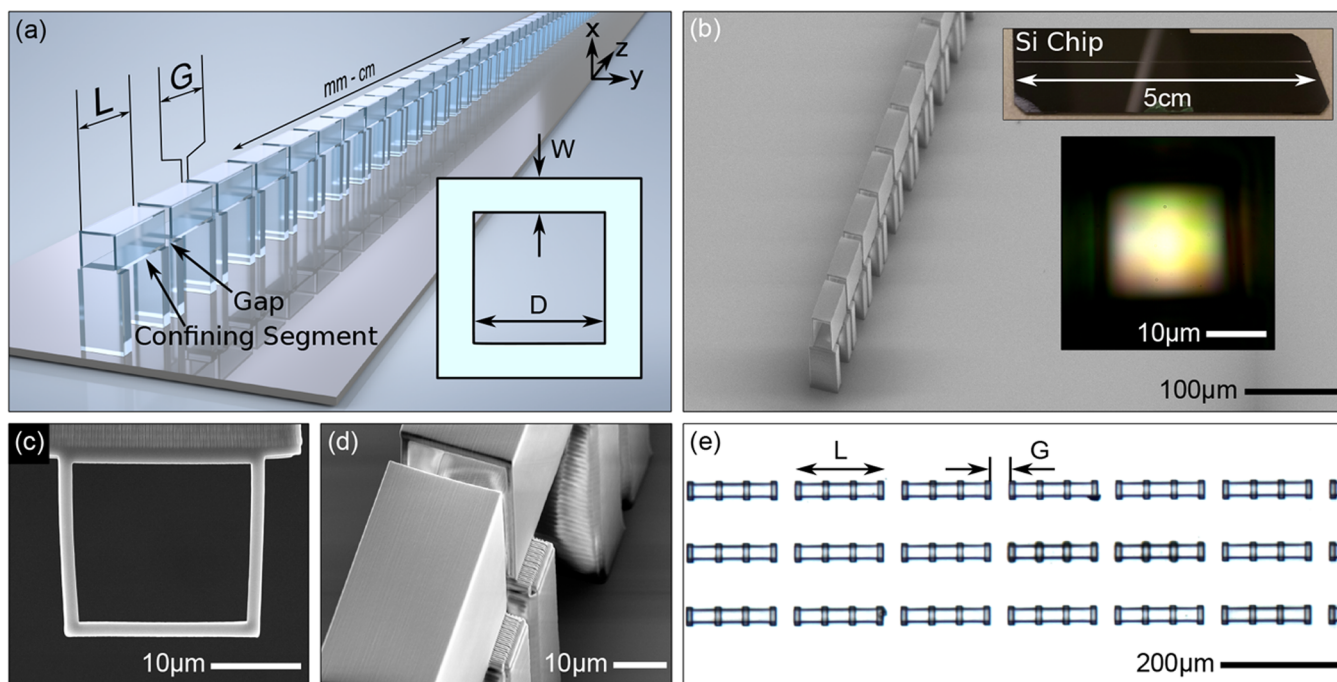 (a)
L
G
mm - cm
x
z
y
W
D
Gap
Confining Segment
(b)
Si Chip
5cm
10μm
100μm
(c)
10μm
(d)
10μm
(e)
L
G
200μm